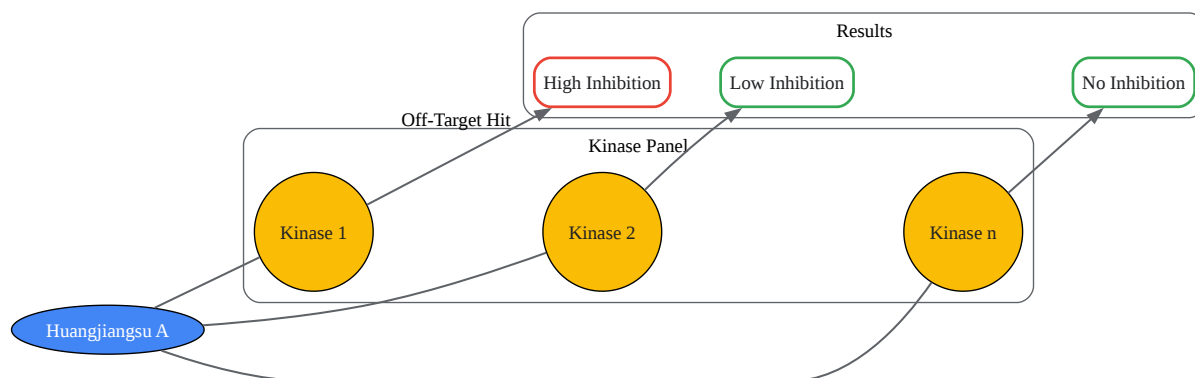 Results
High Inhibition
Low Inhibition
No Inhibition
Off-Target Hit
Kinase Panel
Kinase 1
Kinase 2
Kinase n
Huangjiangsu A